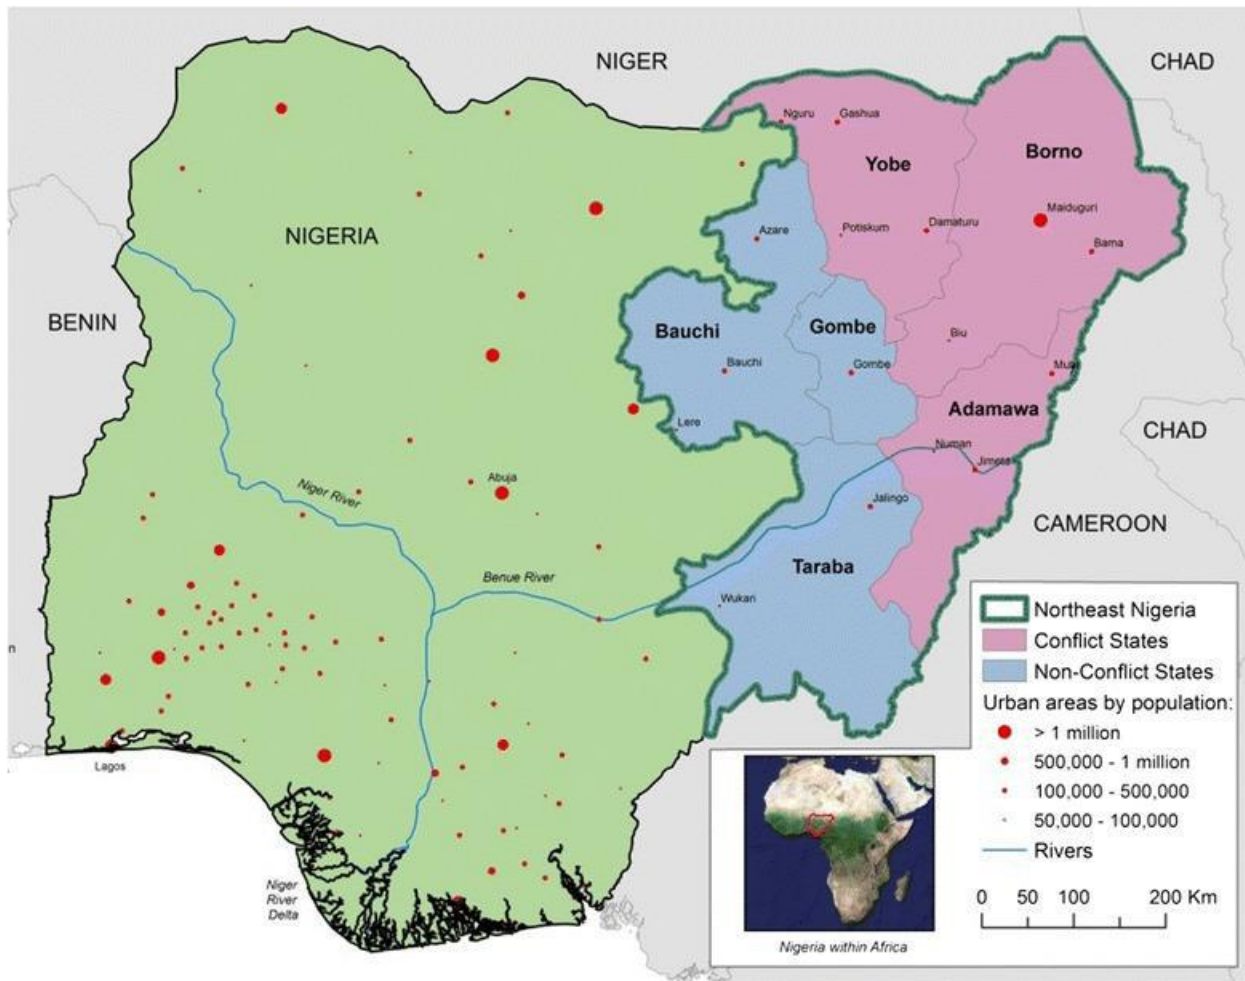 NIGER
CHAD
Nguru
Gashua
Yobe
Borno
Maiduguri
NIGERIA
Azare
Potiskum
Damaturu
Bama
BENIN
Bauchi
Gombe
Biu
Bauchi
Gombe
Adamawa
Lere
CHAD
Numan
Jimeta
Abuja
Niger River
Jalingo
CAMEROON
Benue River
Taraba
Wukari
Northeast Nigeria
Conflict States
Non-Conflict States
Urban areas by population:
> 1 million
500,000 - 1 million
100,000 - 500,000
50,000 - 100,000
Rivers
0 50 100 200 Km
Lagos
Niger
River
Delta
Nigeria within Africa
n